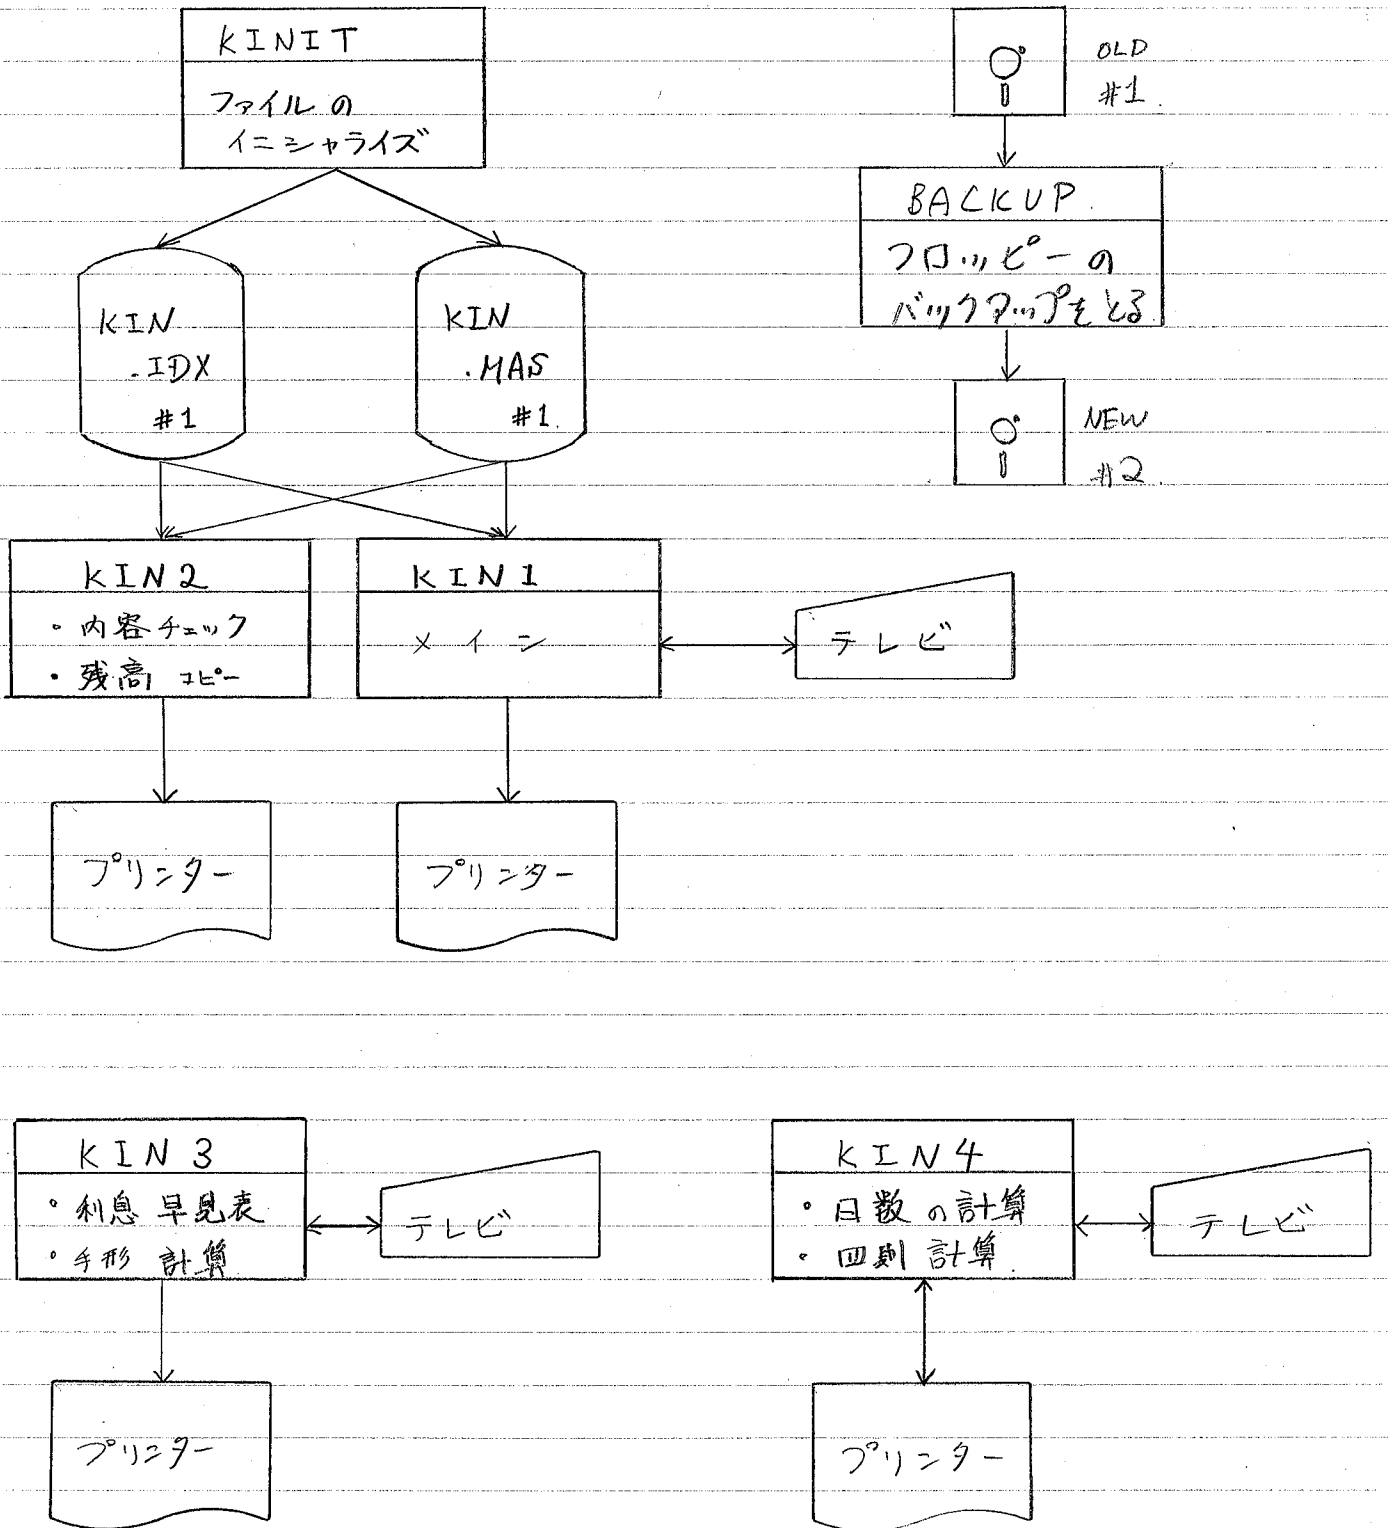 KINIT
ファイルの
イニシャライズ
OLD
#1
BACKUP
フロッピーの
バックアップをとる
KIN
.IDX
#1
KIN
.MAS
#1
NEW
#2
KIN2
・内容チェック
・残高コピー
KIN1
メイン
テレビ
プリンター
プリンター
KIN3
・利息早見表
・手形計算
テレビ
KIN4
・日数の計算
・四則計算
テレビ
プリンター
プリンター